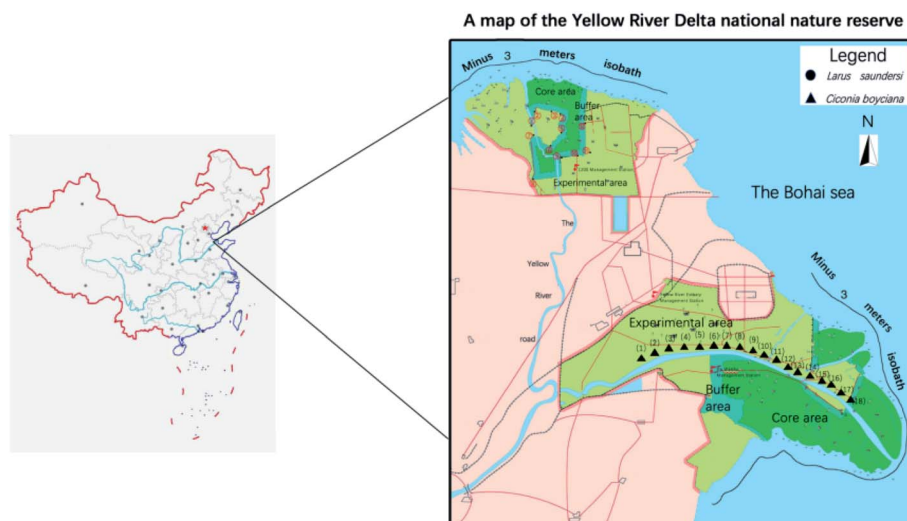 A map of the Yellow River Delta national nature reserve
Minus 3 meters isobath
Legend
Larus saundersi
Ciconia boyciana
N
Core area
Buffer
area
Experimental area
The Bohai sea
The
Yellow
River
road
Minus 3 meters isobath
Experimental area
(1)
(2)
(3)
(4)
(5)
(6)
(7)
(8)
(9)
(10)
(11)
(12)
(13)
(14)
(15)
(16)
(17)
(18)
Buffer
area
Core area